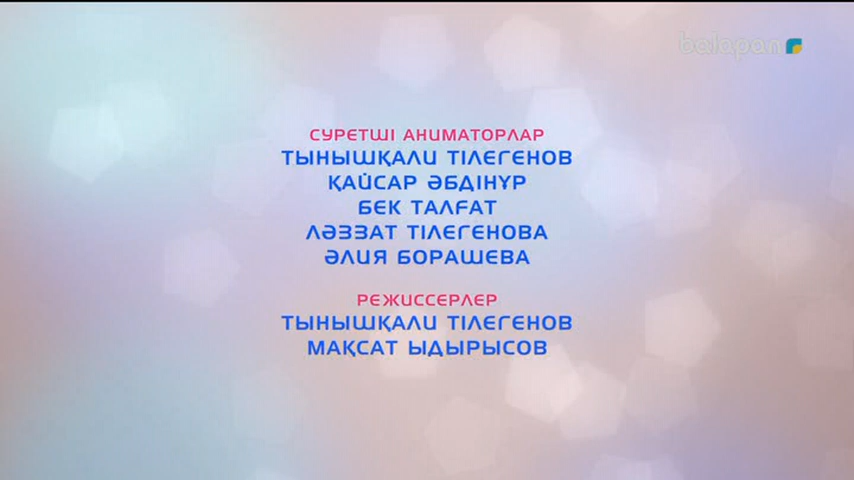 balapan
СУРЕТШІ АНИМАТОРЛАР
ТЫНЫШҚАЛИ ТІЛЕГЕНОВ
ҚАЙСАР ӘБДІНҰР
БЕК ТАЛҒАТ
ЛӘЗЗАТ ТІЛЕГЕНОВА
ӘЛИЯ БОРАШЕВА
РЕЖИССЕРЛЕР
ТЫНЫШҚАЛИ ТІЛЕГЕНОВ
МАҚСАТ ЫДЫРЫСОВ